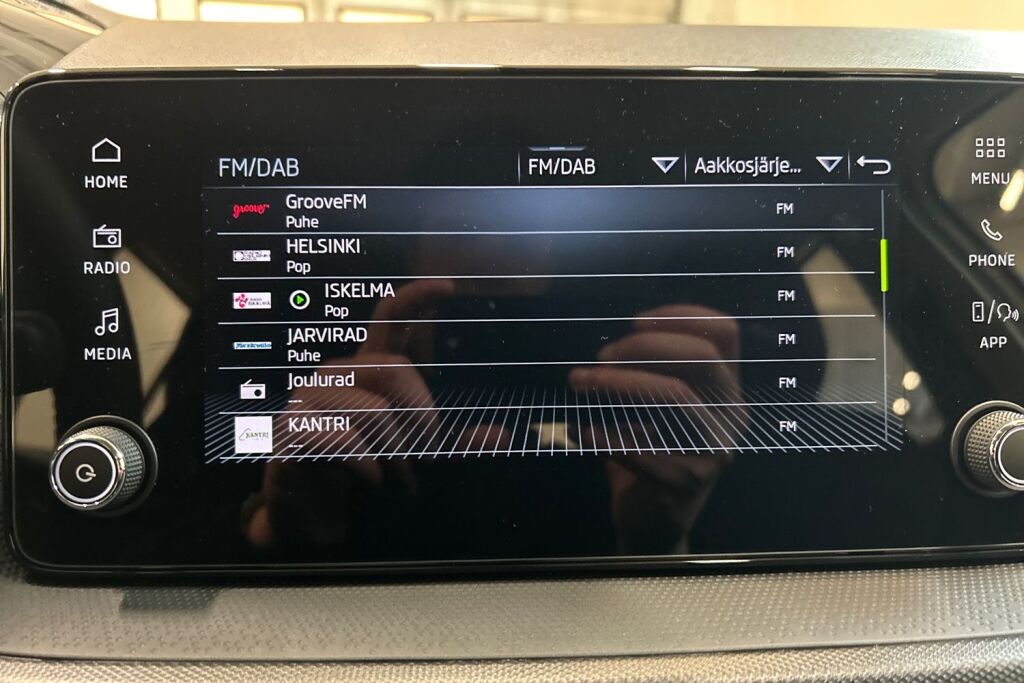 HOME
RADIO
MEDIA
FM/DAB
FM/DAB
Aakkosjärje...
groove
GrooveFM
FM
Puhe
HELSINKI
FM
Pop
ISKELMA
FM
Pop
JARVIRAD
FM
Puhe
Joulurad
FM
---
KANTRI
KANTRI
FM
---
MENU
PHONE
APP